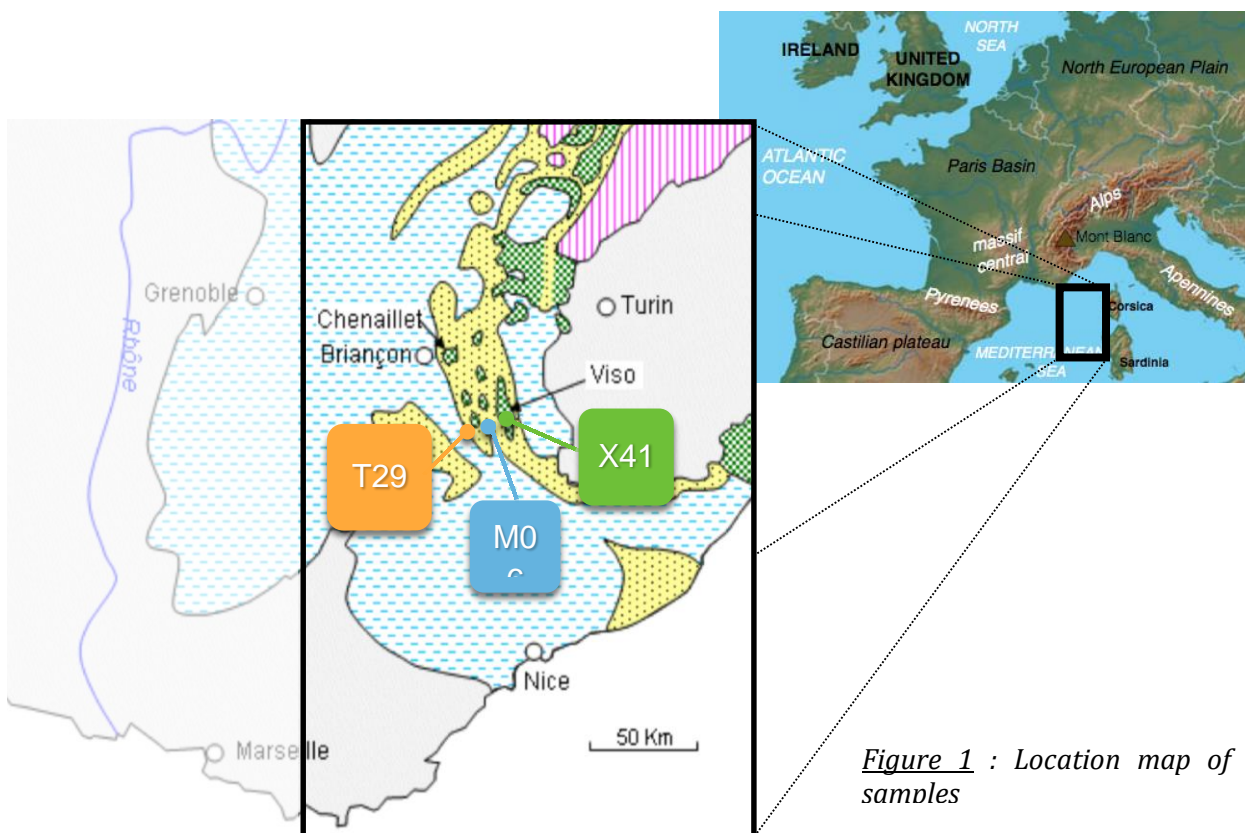 NORTH
SEA
IRELAND
UNITED
KINGDOM
North European Plain
ATLANTIC
OCEAN
Paris Basin
Alps
Mont Blanc
massif
central
Apennines
Pyrenees
Corsica
Castilian plateau
MEDITERRANEAN
SEA
Sardinia
Rhône
Grenoble
Turin
Chenaillet
Briançon
Viso
T29
X41
M0
Nice
Marseille
50 Km
Figure 1 : Location map of
samples